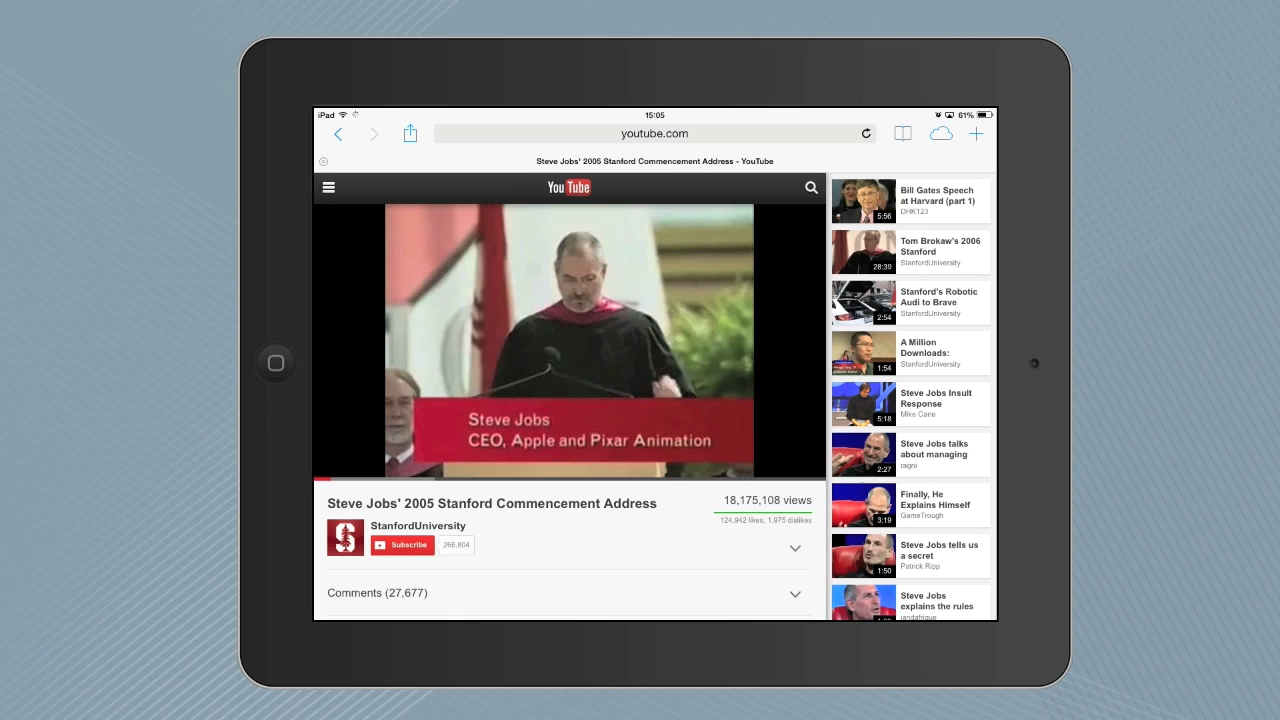 iPad
15:05
61%
youtube.com
Steve Jobs' 2005 Stanford Commencement Address - YouTube
YouTube
Steve Jobs
CEO, Apple and Pixar Animation
Steve Jobs' 2005 Stanford Commencement Address
18,175,108 views
124,942 likes, 1,975 dislikes
StanfordUniversity
Subscribe
266,804
Comments (27,677)
Bill Gates Speech
at Harvard (part 1)
DHK123
5:56
Tom Brokaw's 2006
Stanford
StanfordUniversity
28:39
Stanford's Robotic
Audi to Brave
StanfordUniversity
2:54
A Million
Downloads:
StanfordUniversity
1:54
Steve Jobs Insult
Response
Mike Cane
5:18
Steve Jobs talks
about managing
ragni
2:27
Finally, He
Explains Himself
GameTrough
3:19
Steve Jobs tells us
a secret
Patrick Ripp
1:50
Steve Jobs
explains the rules